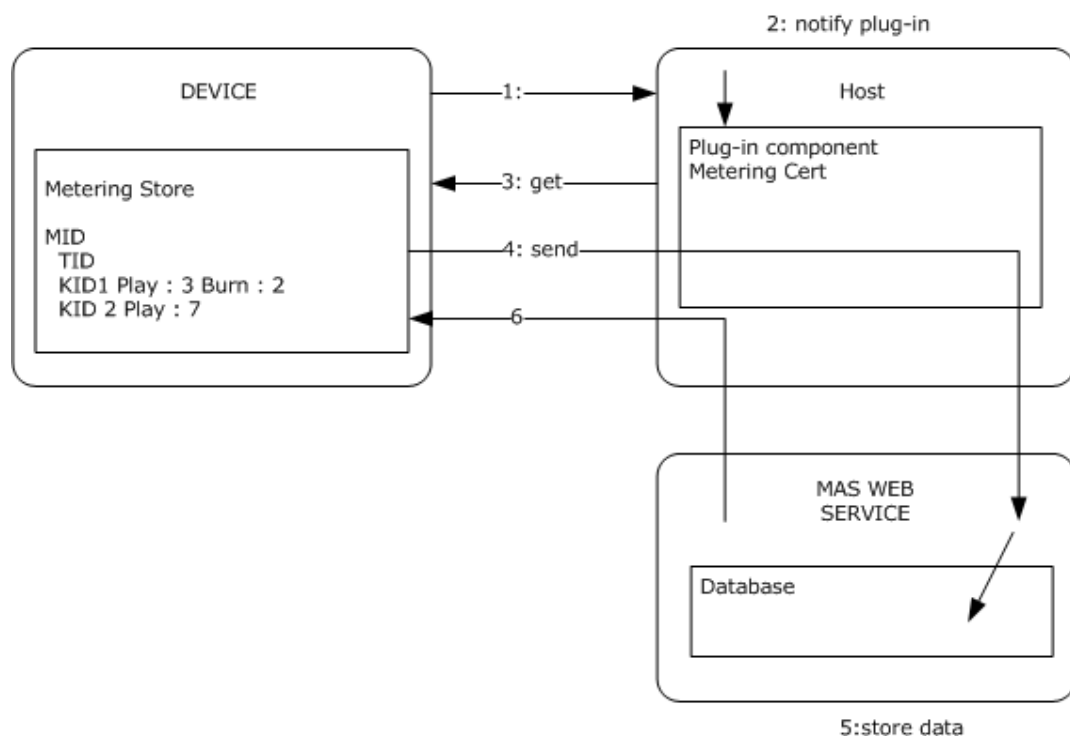 2: notify plug-in
DEVICE
1:
Host
Plug-in component
Metering Cert
3: get
Metering Store
MID
4: send
TID
KID1 Play : 3 Burn : 2
KID 2 Play : 7
6
MAS WEB
SERVICE
Database
5:store data